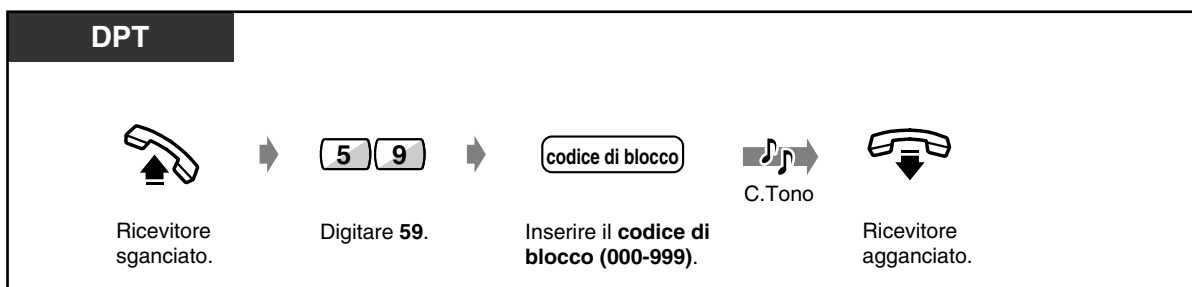 DPT
5 9
codice di blocco
C.Tono
Ricevitore
sganciato.
Digitare 59.
Inserire il codice di
blocco (000-999).
Ricevitore
agganciato.